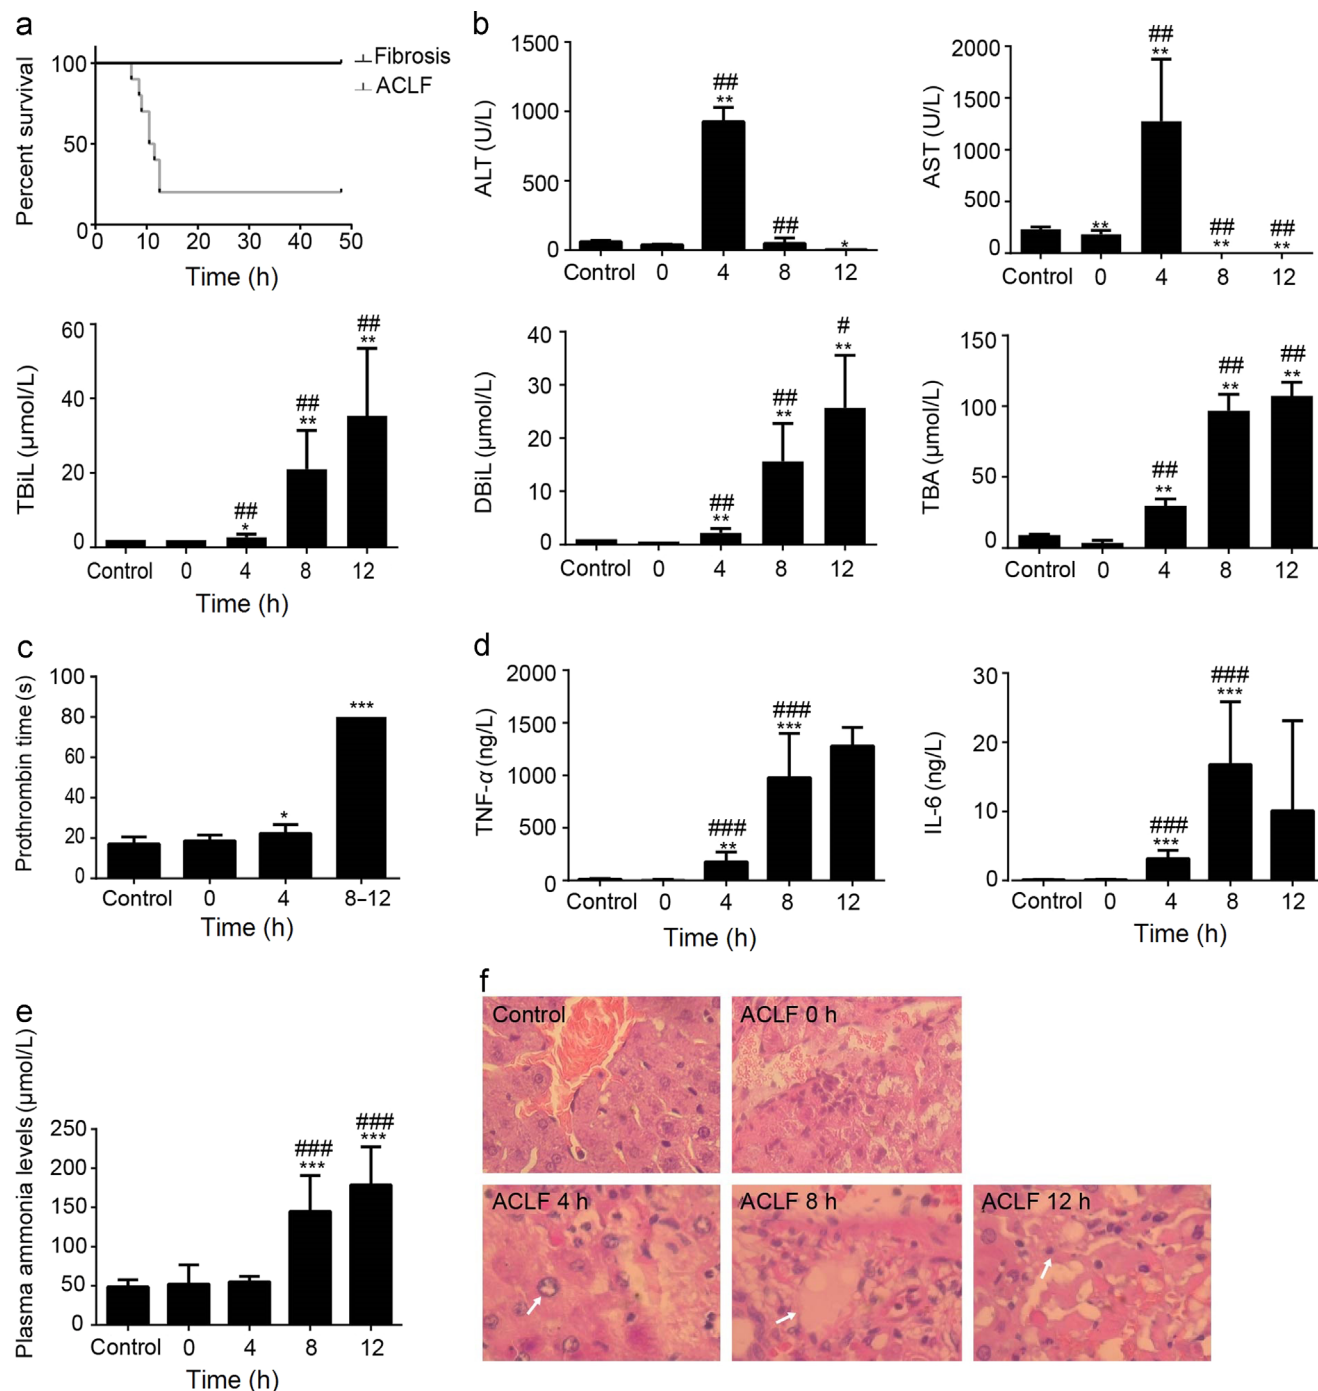 a
Percent survival
100
50
0
0 10 20 30 40 50
Time (h)
Fibrosis
ACLF
b
ALT (U/L)
1500
1000
500
0
##
**
##
*
Control 0 4 8 12
AST (U/L)
2000
1500
1000
500
0
**
##
**
##
**
##
**
Control 0 4 8 12
TBiL (μmol/L)
60
40
20
0
##
*
##
**
##
**
Control 0 4 8 12
Time (h)
DBiL (μmol/L)
40
30
20
10
0
##
**
##
**
#
**
Control 0 4 8 12
TBA (μmol/L)
150
100
50
0
##
**
##
**
##
**
Control 0 4 8 12
c
Prothrombin time (s)
100
80
60
40
20
0
*
***
Control 0 4 8–12
Time (h)
d
TNF-α (ng/L)
2000
1500
1000
500
0
###
**
###
***
Control 0 4 8 12
Time (h)
IL-6 (ng/L)
30
20
10
0
###
***
###
***
Control 0 4 8 12
Time (h)
e
Plasma ammonia levels (μmol/L)
250
200
150
100
50
0
###
***
###
***
Control 0 4 8 12
Time (h)
f
Control
ACLF 0 h
ACLF 4 h
ACLF 8 h
ACLF 12 h